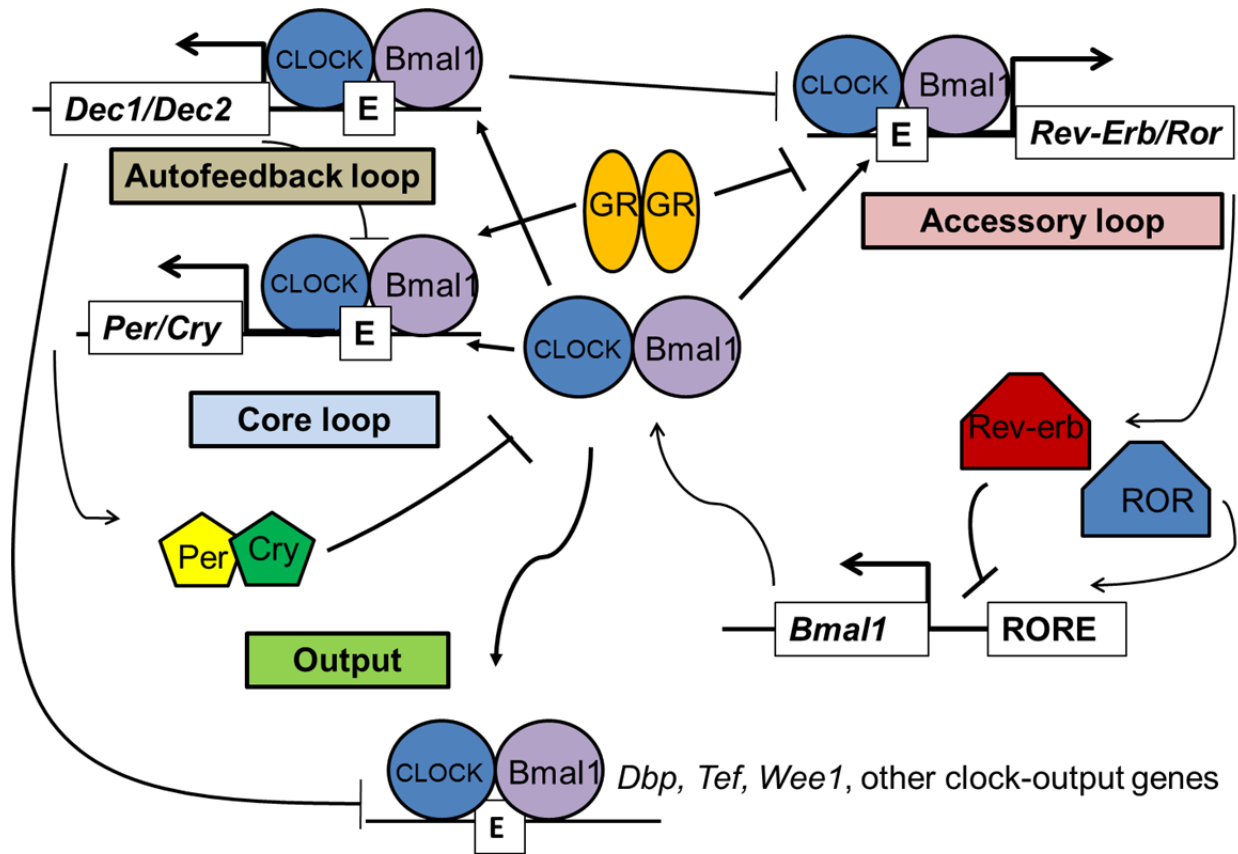 CLOCK Bmal1
Dec1/Dec2 E
CLOCK Bmal1
E Rev-Erb/Ror
Autofeedback loop
GR GR
Accessory loop
CLOCK Bmal1
Per/Cry E
CLOCK Bmal1
Core loop
Rev-erb
ROR
Per Cry
Bmal1 RORE
Output
CLOCK Bmal1
E
Dbp, Tef, Wee1, other clock-output genes